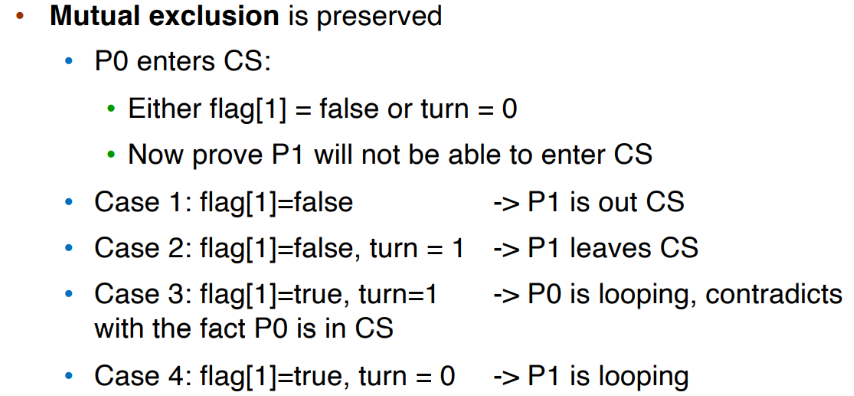 • Mutual exclusion is preserved
• P0 enters CS:
• Either flag[1] = false or turn = 0
• Now prove P1 will not be able to enter CS
• Case 1: flag[1]=false -> P1 is out CS
• Case 2: flag[1]=false, turn = 1 -> P1 leaves CS
• Case 3: flag[1]=true, turn=1 -> P0 is looping, contradicts
with the fact P0 is in CS
• Case 4: flag[1]=true, turn = 0 -> P1 is looping